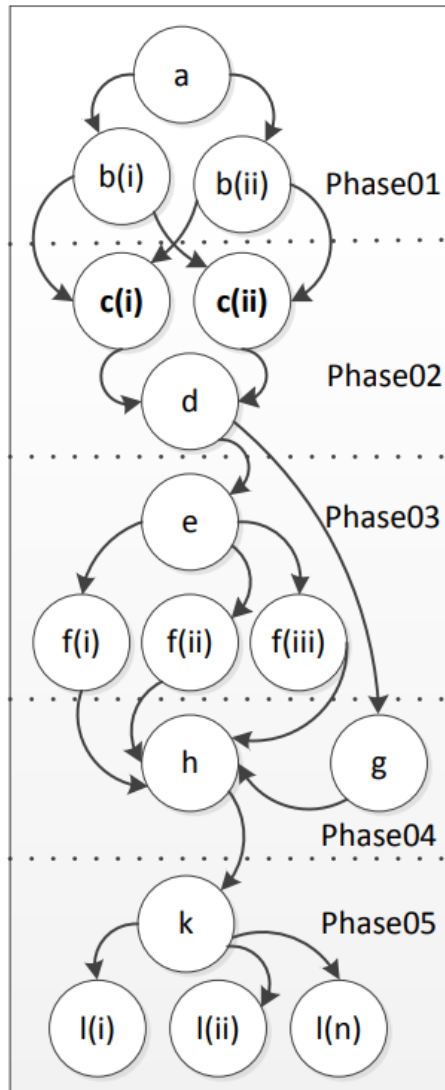 a
b(i)
b(ii)
Phase01
c(i)
c(ii)
Phase02
d
Phase03
e
f(i)
f(ii)
f(iii)
h
g
Phase04
k
Phase05
l(i)
l(ii)
l(n)